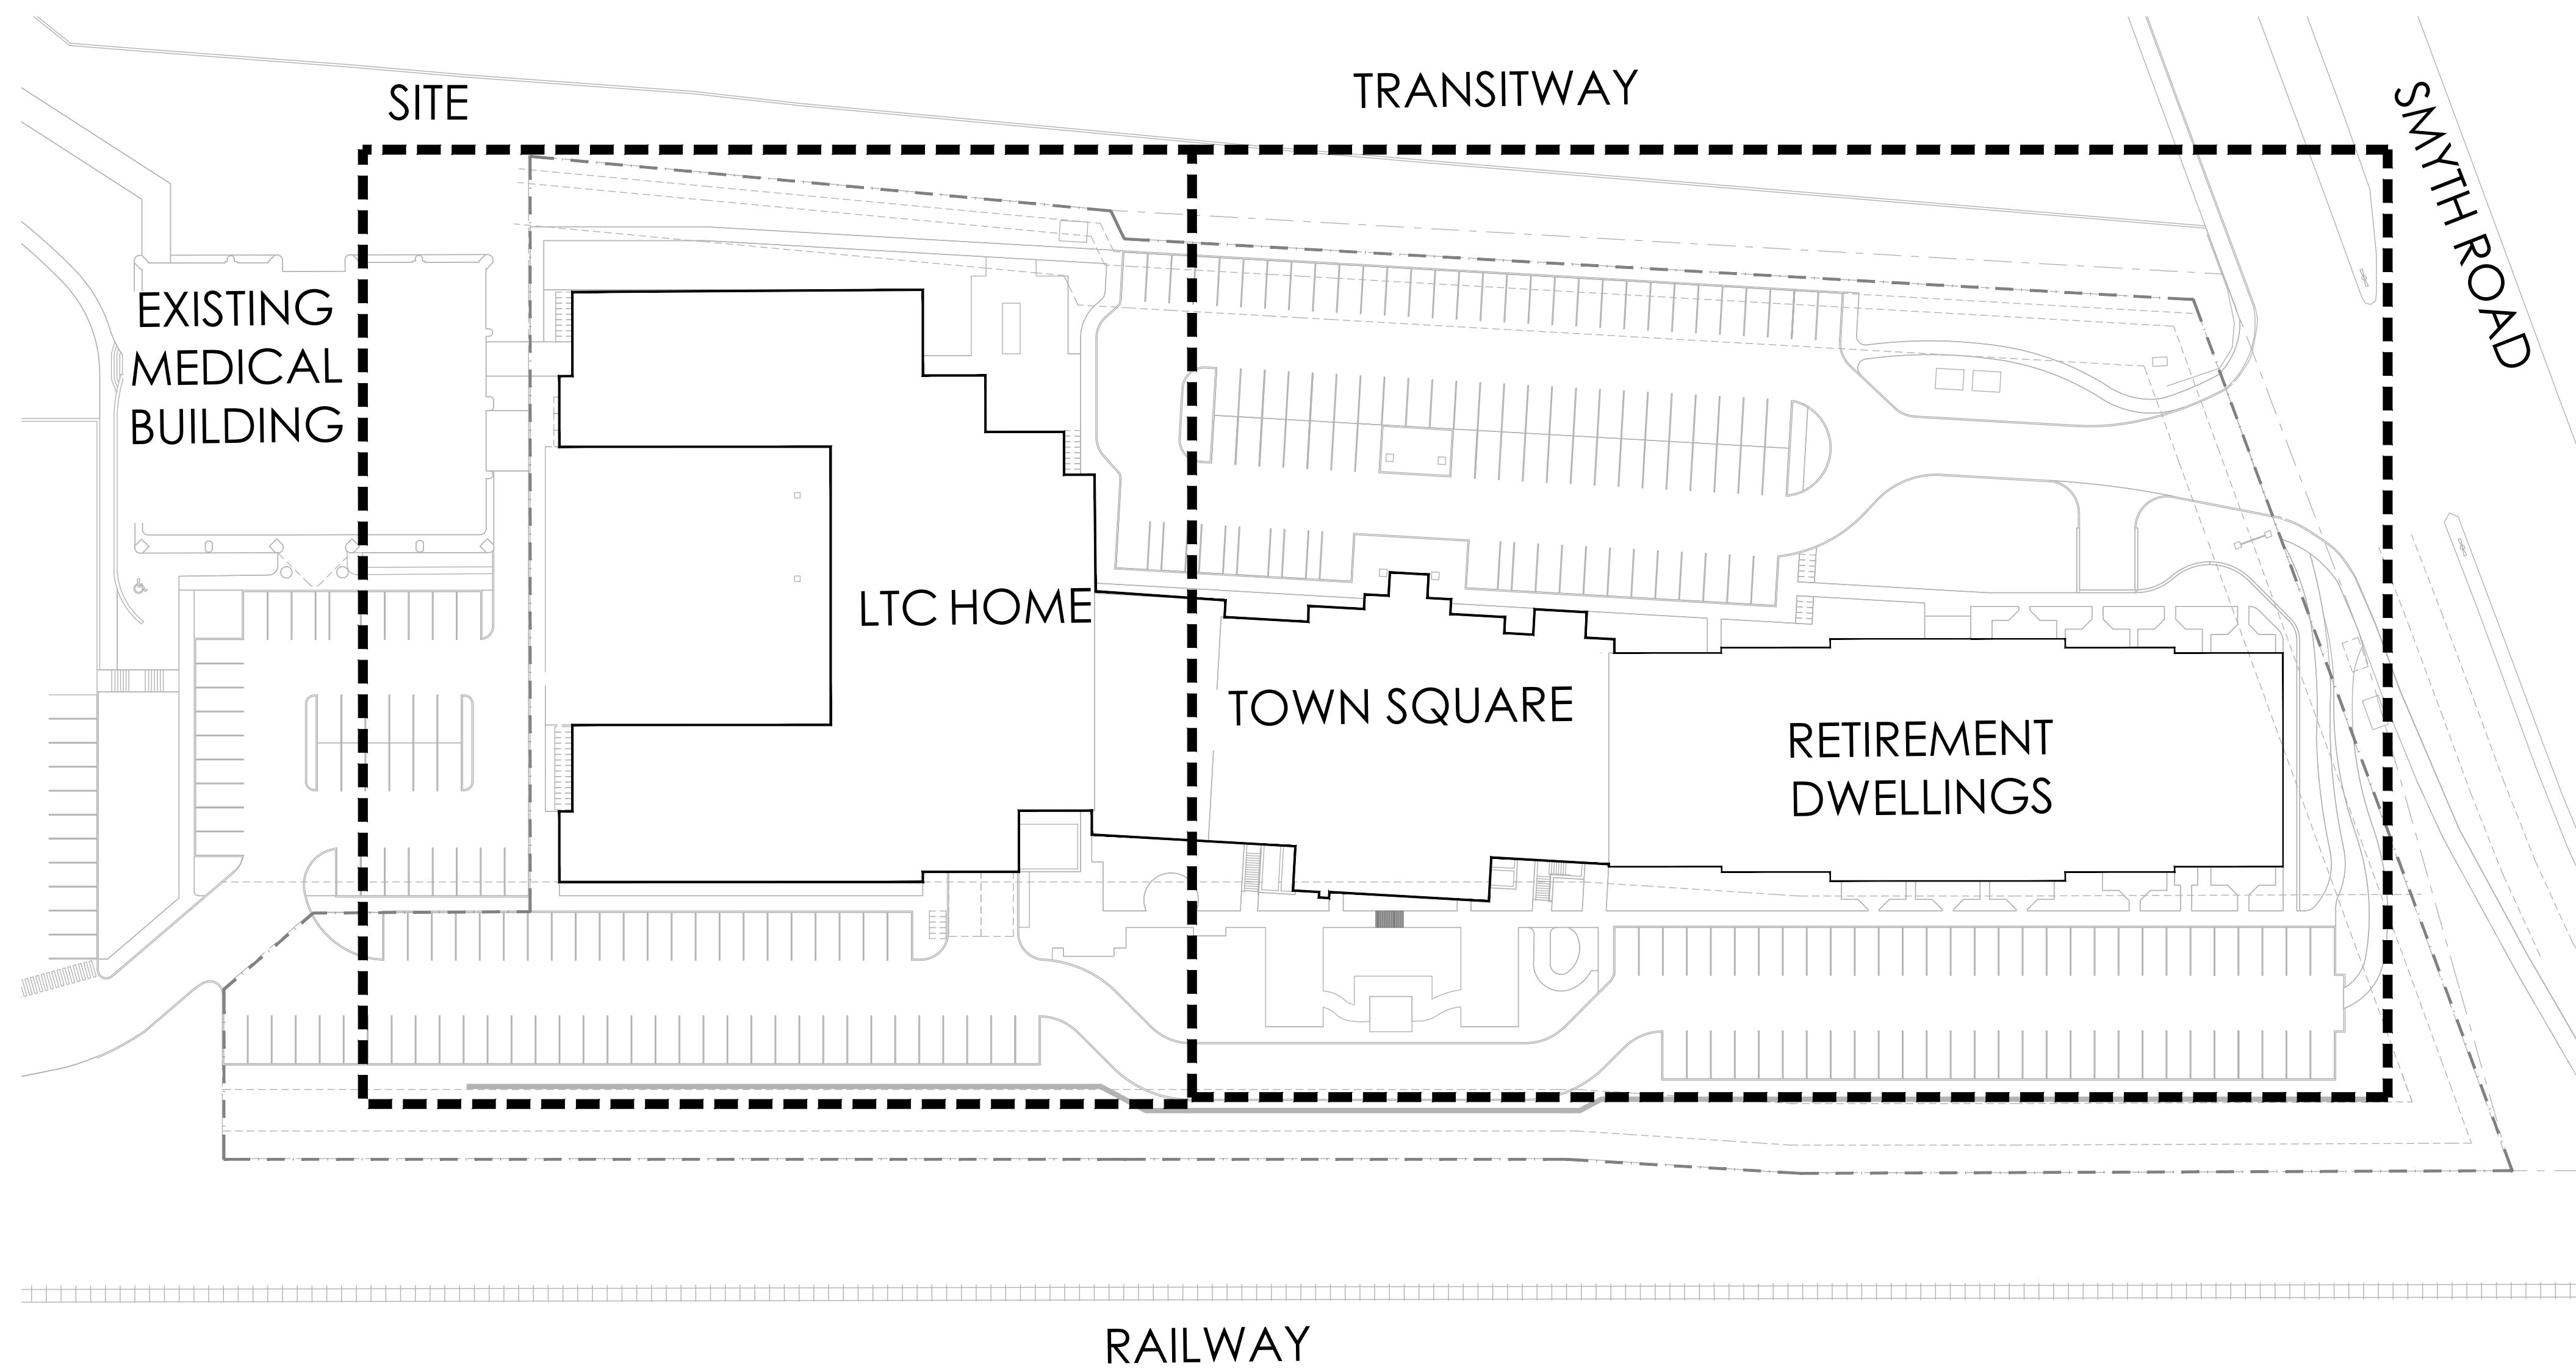 SITE
TRANSITWAY
SMYTH ROAD
EXISTING
MEDICAL
BUILDING
LTC HOME
TOWN SQUARE
RETIREMENT
DWELLINGS
RAILWAY